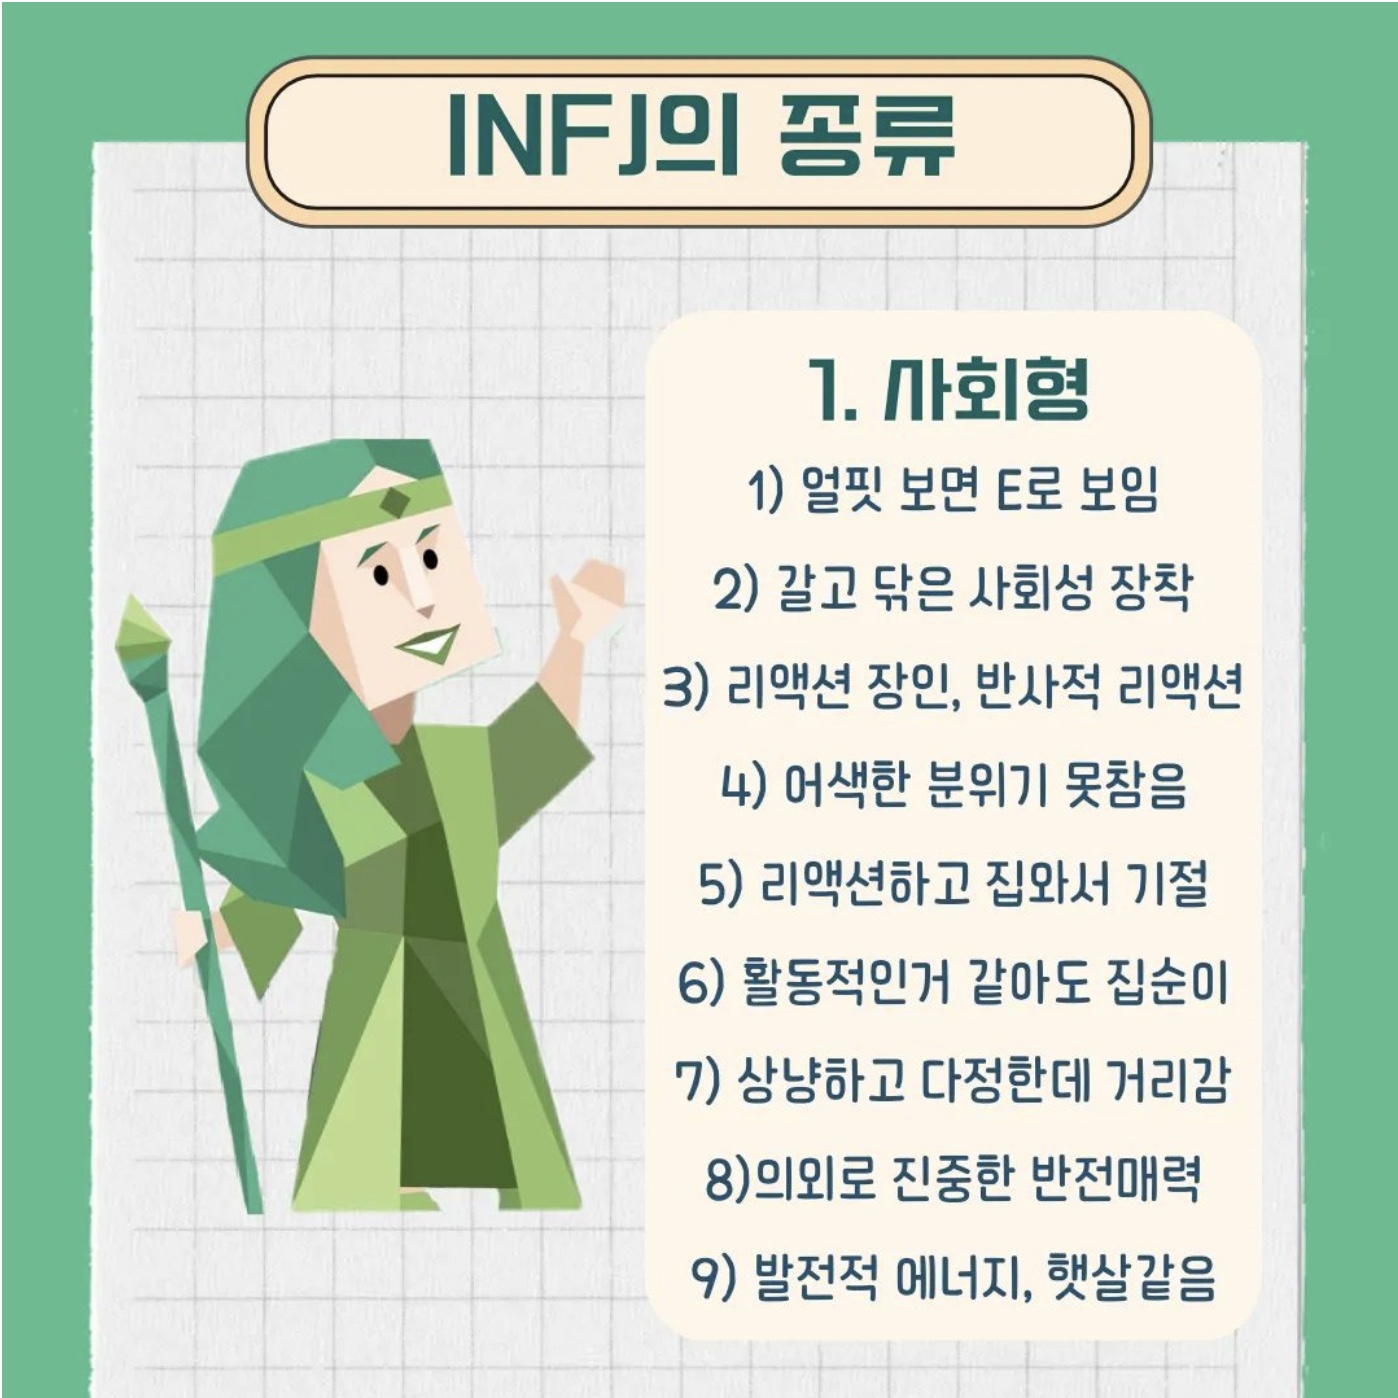 INFJ의 종류
1. 사회형
1) 얼핏 보면 E로 보임
2) 갈고 닦은 사회성 장착
3) 리액션 장인, 반사적 리액션
4) 어색한 분위기 못참음
5) 리액션하고 집와서 기절
6) 활동적인거 같아도 집순이
7) 상냥하고 다정한데 거리감
8)의외로 진중한 반전매력
9) 발전적 에너지, 햇살같음